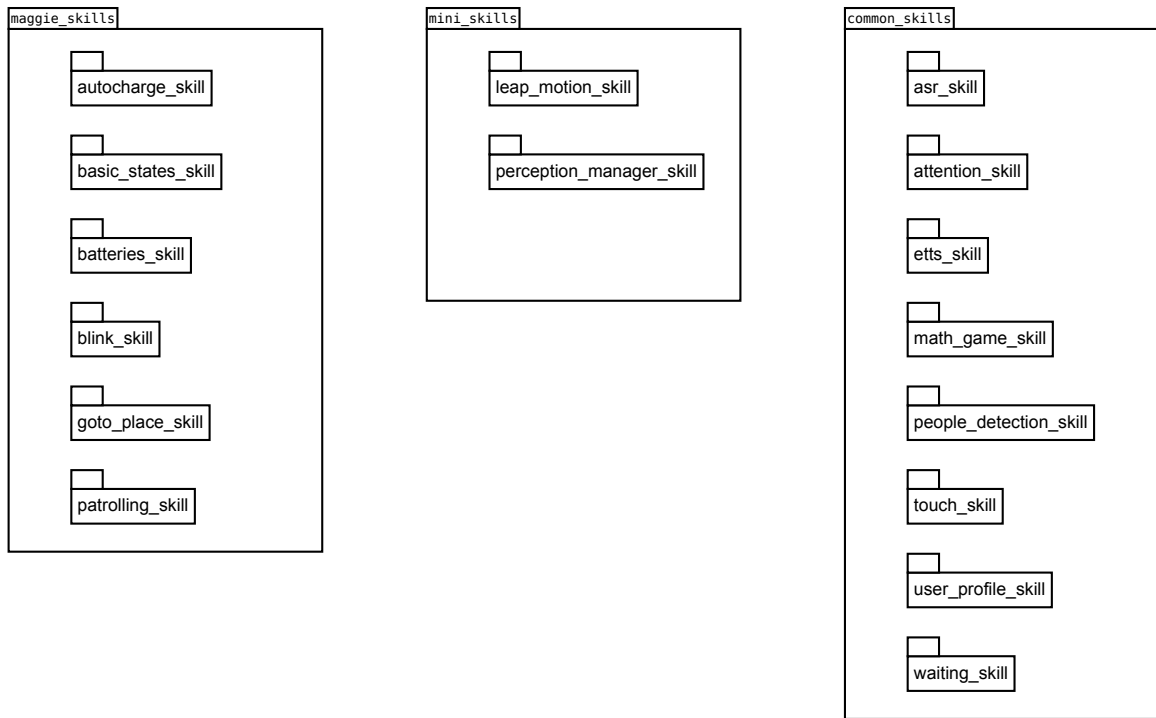 maggie_skills
autocharge_skill
basic_states_skill
batteries_skill
blink_skill
goto_place_skill
patrolling_skill
mini_skills
leap_motion_skill
perception_manager_skill
common_skills
asr_skill
attention_skill
etts_skill
math_game_skill
people_detection_skill
touch_skill
user_profile_skill
waiting_skill